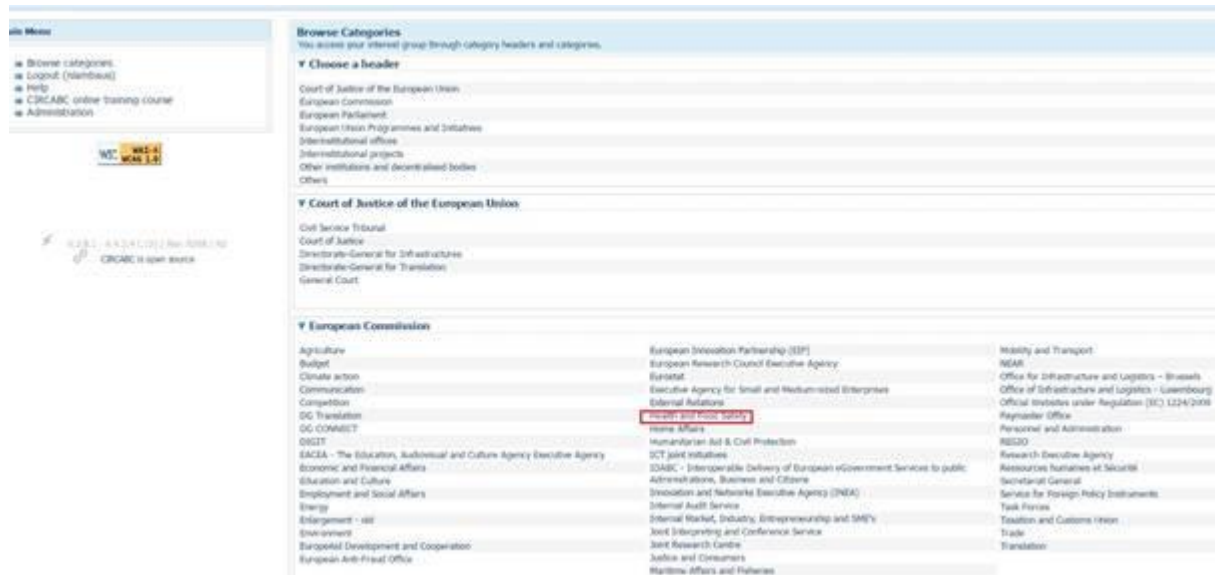 Main Menu
Browse categories
Logout
Help
CIRCABC online training course
Administration
WAI-A
WCAG 1.0
CIRCABC is open source
Browse Categories
You access your interest group through category headers and categories.
▼ Choose a header
Court of Justice of the European Union
European Commission
European Parliament
European Union Programmes and Initiatives
Interinstitutional offices
Interinstitutional projects
Other institutions and decentralised bodies
Others
▼ Court of Justice of the European Union
Civil Service Tribunal
Court of Justice
Directorate-General for Infrastructures
Directorate-General for Translation
General Court
▼ European Commission
Agriculture
Budget
Climate action
Communication
Competition
DG Translation
DG CONNECT
DIGIT
EACEA - The Education, Audiovisual and Culture Agency Executive Agency
Economic and Financial Affairs
Education and Culture
Employment and Social Affairs
Energy
Enlargement - old
Environment
Development and Cooperation
European Anti-Fraud Office
European Innovation Partnership (EIP)
European Research Council Executive Agency
Eurostat
Executive Agency for Small and Medium-sized Enterprises
External Relations
Health and Food Safety
Home Affairs
Humanitarian Aid & Civil Protection
ICT joint initiatives
IDABC - Interoperable Delivery of European eGovernment Services to public
Administrations, Business and Citizens
Innovation and Networks Executive Agency (INEA)
Internal Audit Service
Internal Market, Industry, Entrepreneurship and SME's
Joint Interpreting and Conference Service
Joint Research Centre
Justice and Consumers
Maritime Affairs and Fisheries
Mobility and Transport
NEAR
Office for Infrastructure and Logistics - Brussels
Office of Infrastructure and Logistics - Luxembourg
Official Websites under Regulation (EC) 1224/2009
Paymaster Office
Personnel and Administration
REGIO
Research Executive Agency
Ressources humaines et Sécurité
Secretariat General
Service for Foreign Policy Instruments
Task Forces
Taxation and Customs Union
Trade
Translation